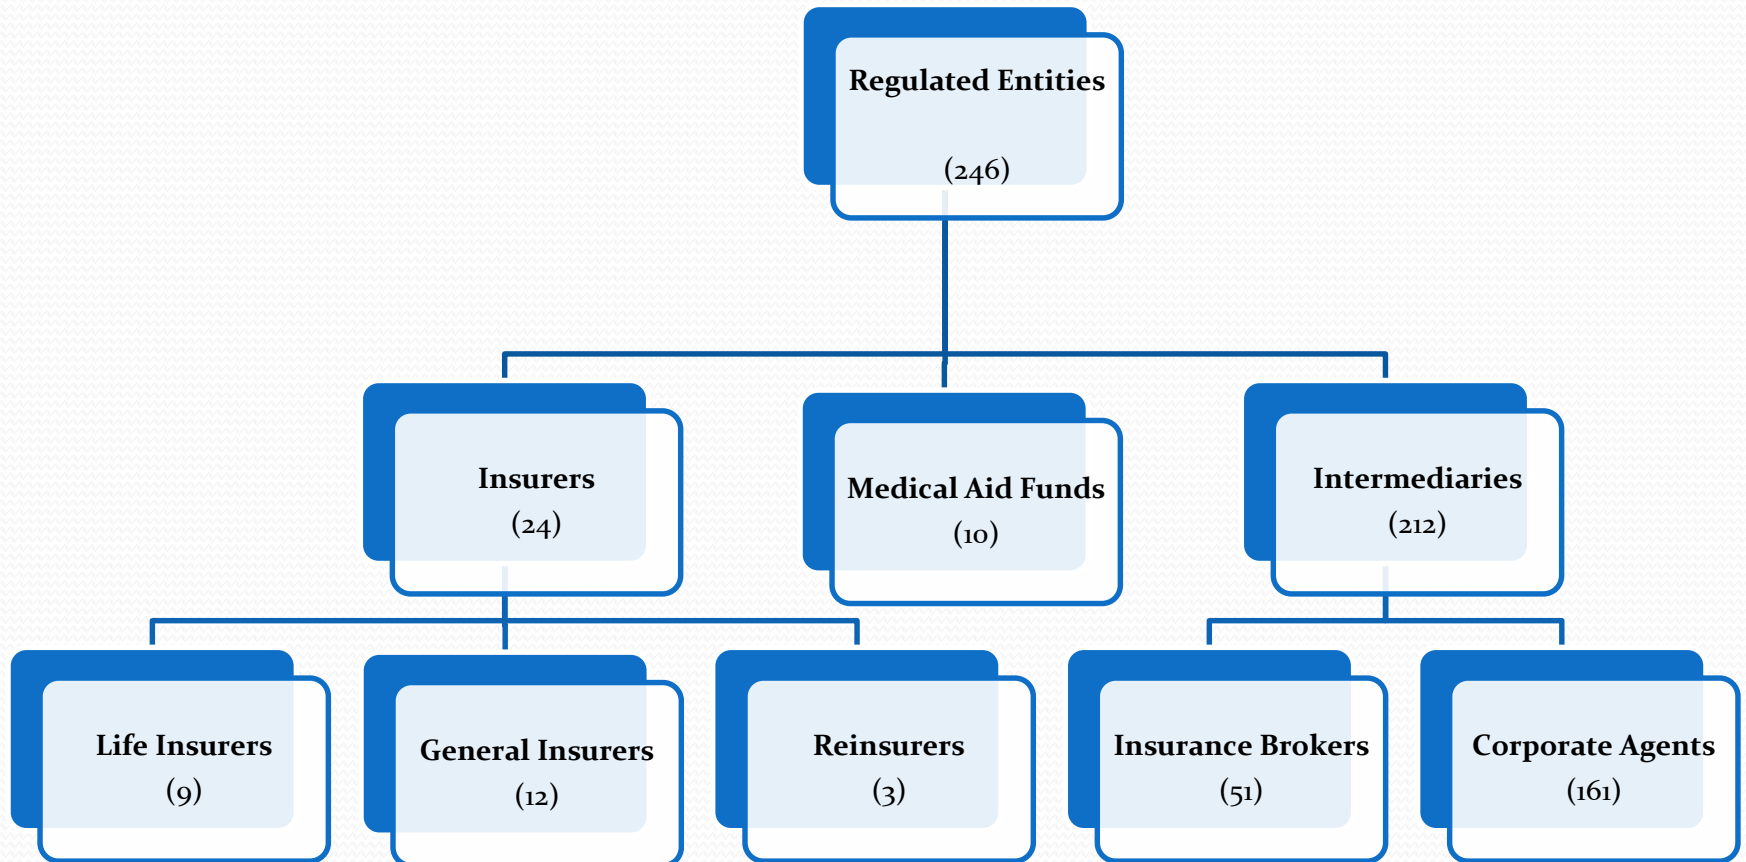 Regulated Entities
(246)
Insurers
(24)
Medical Aid Funds
(10)
Intermediaries
(212)
Life Insurers
(9)
General Insurers
(12)
Reinsurers
(3)
Insurance Brokers
(51)
Corporate Agents
(161)